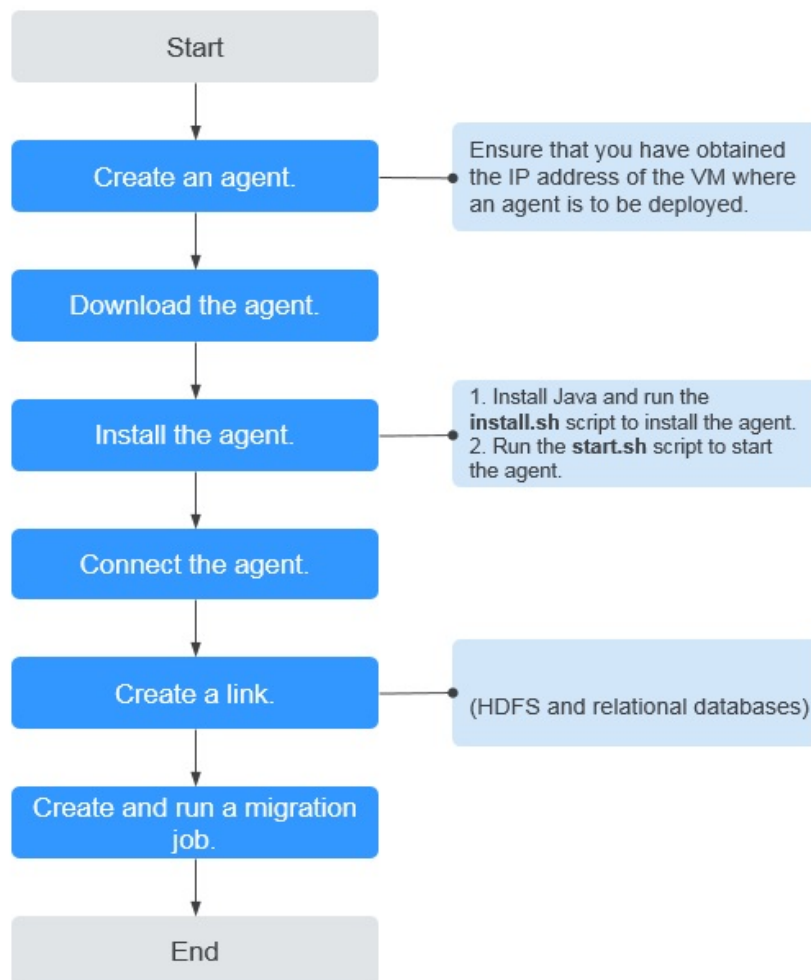 Start
Create an agent.
Ensure that you have obtained
the IP address of the VM where
an agent is to be deployed.
Download the agent.
Install the agent.
1. Install Java and run the
install.sh script to install the agent.
2. Run the start.sh script to start
the agent.
Connect the agent.
Create a link.
(HDFS and relational databases)
Create and run a migration
job.
End